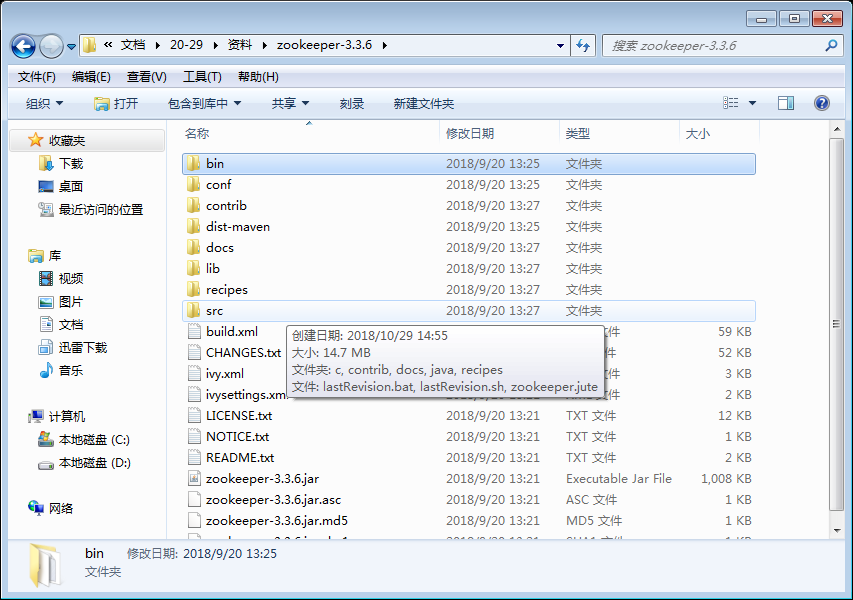 « 文档 20-29 资料 zookeeper-3.3.6
搜索 zookeeper-3.3.6
文件(F) 编辑(E) 查看(V) 工具(T) 帮助(H)
组织 打开 包含到库中 共享 刻录 新建文件夹
收藏夹
下载
桌面
最近访问的位置
库
视频
图片
文档
迅雷下载
音乐
计算机
本地磁盘 (C:)
本地磁盘 (D:)
网络
名称 修改日期 类型 大小
bin 2018/9/20 13:25 文件夹
conf 2018/9/20 13:25 文件夹
contrib 2018/9/20 13:27 文件夹
dist-maven 2018/9/20 13:25 文件夹
docs 2018/9/20 13:27 文件夹
lib 2018/9/20 13:27 文件夹
recipes 2018/9/20 13:27 文件夹
src 2018/9/20 13:27 文件夹
build.xml 文件 59 KB
CHANGES.txt 件 52 KB
ivy.xml 件 3 KB
ivysettings.xm 2 KB
创建日期: 2018/10/29 14:55
大小: 14.7 MB
文件夹: c, contrib, docs, java, recipes
文件: lastRevision.bat, lastRevision.sh, zookeeper.jute
LICENSE.txt 2018/9/20 13:21 TXT 文件 12 KB
NOTICE.txt 2018/9/20 13:21 TXT 文件 1 KB
README.txt 2018/9/20 13:21 TXT 文件 2 KB
zookeeper-3.3.6.jar 2018/9/20 13:21 Executable Jar File 1,008 KB
zookeeper-3.3.6.jar.asc 2018/9/20 13:21 ASC 文件 1 KB
zookeeper-3.3.6.jar.md5 2018/9/20 13:21 MD5 文件 1 KB
bin 修改日期: 2018/9/20 13:25
文件夹